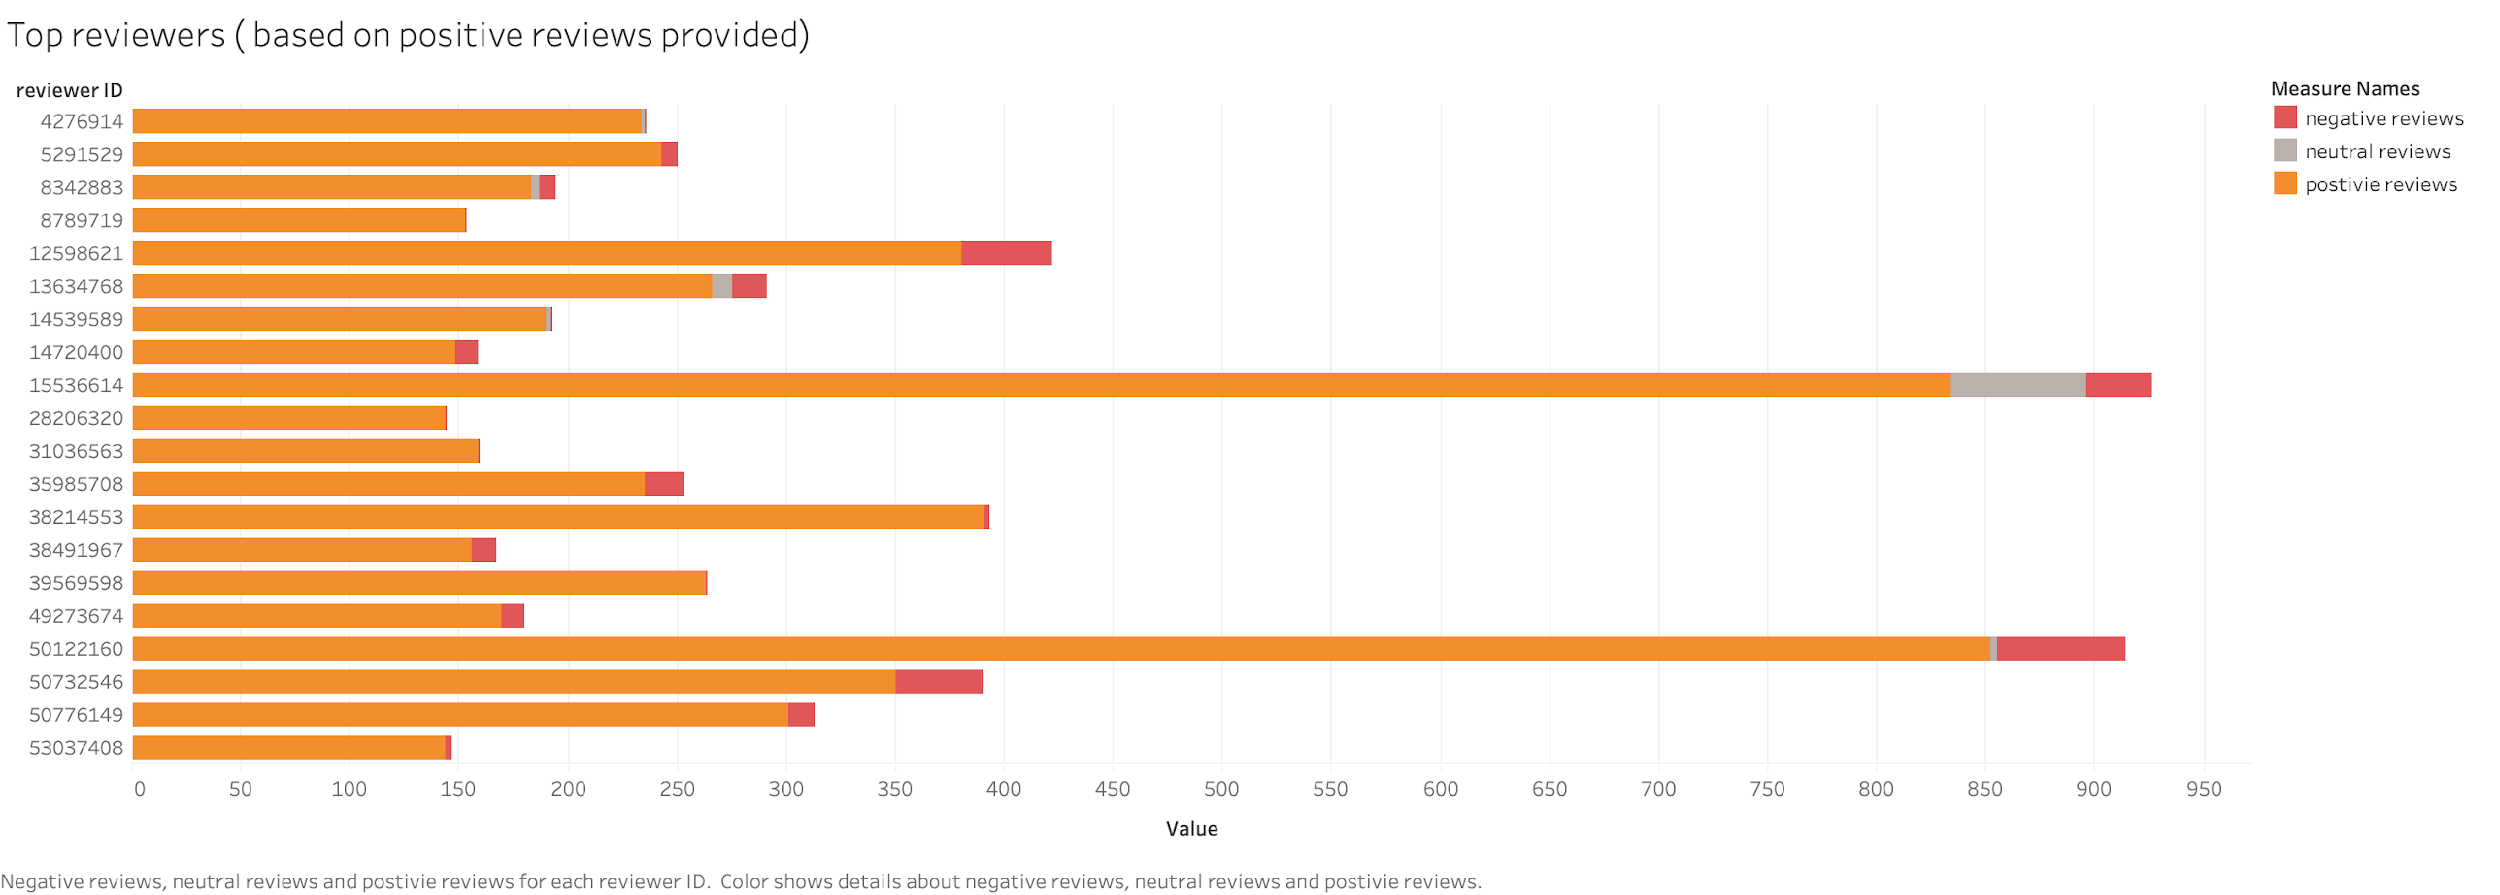 Top reviewers ( based on positive reviews provided)
reviewer ID
4276914
5291529
8342883
8789719
12598621
13634768
14539589
14720400
15536614
28206320
31036563
35985708
38214553
38491967
39569598
49273674
50122160
50732546
50776149
53037408
0 50 100 150 200 250 300 350 400 450 500 550 600 650 700 750 800 850 900 950
Value
Measure Names
negative reviews
neutral reviews
postivie reviews
Negative reviews, neutral reviews and postivie reviews for each reviewer ID. Color shows details about negative reviews, neutral reviews and postivie reviews.